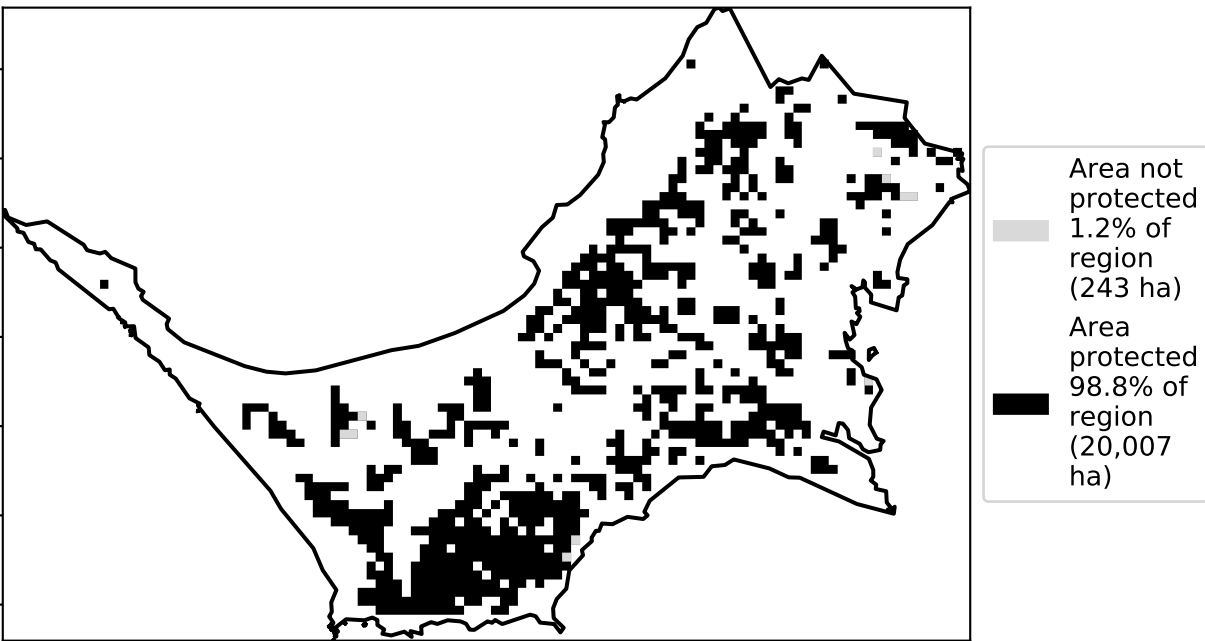 Area not
protected
1.2% of
region
(243 ha)
Area
protected
98.8% of
region
(20,007
ha)